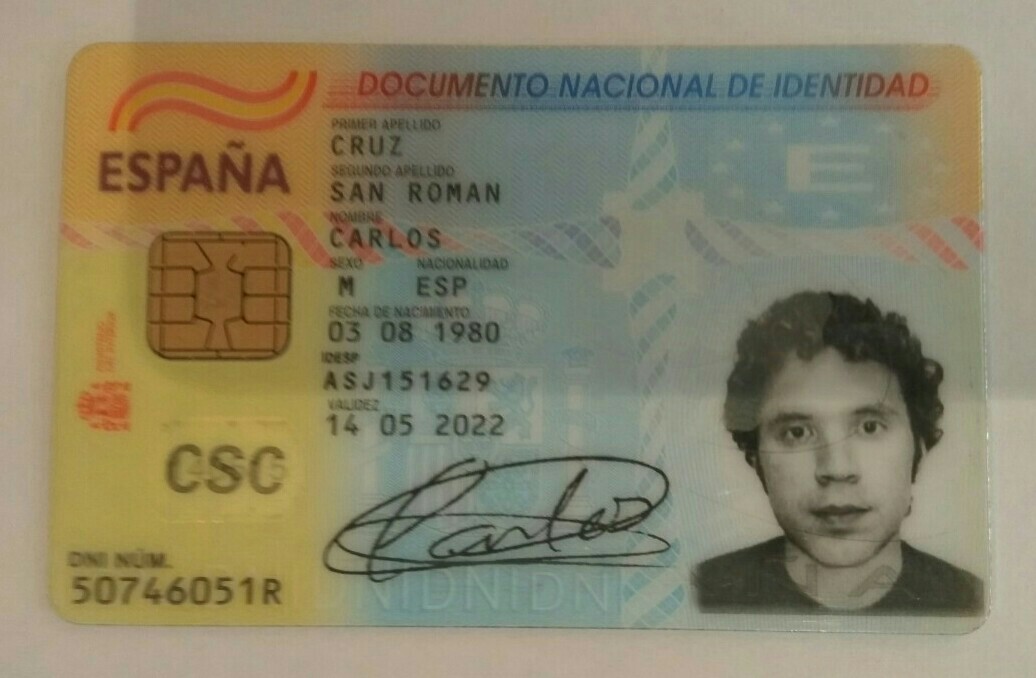 DOCUMENTO NACIONAL DE IDENTIDAD
ESPAÑA
PRIMER APELLIDO
CRUZ
SEGUNDO APELLIDO
SAN ROMAN
NOMBRE
CARLOS
SEXO NACIONALIDAD
M ESP
FECHA DE NACIMIENTO
03 08 1980
IDESP
ASJ151629
VALIDEZ
14 05 2022
E
CSC
Carlos
DNI NÚM.
50746051R
DNIDNIDNI